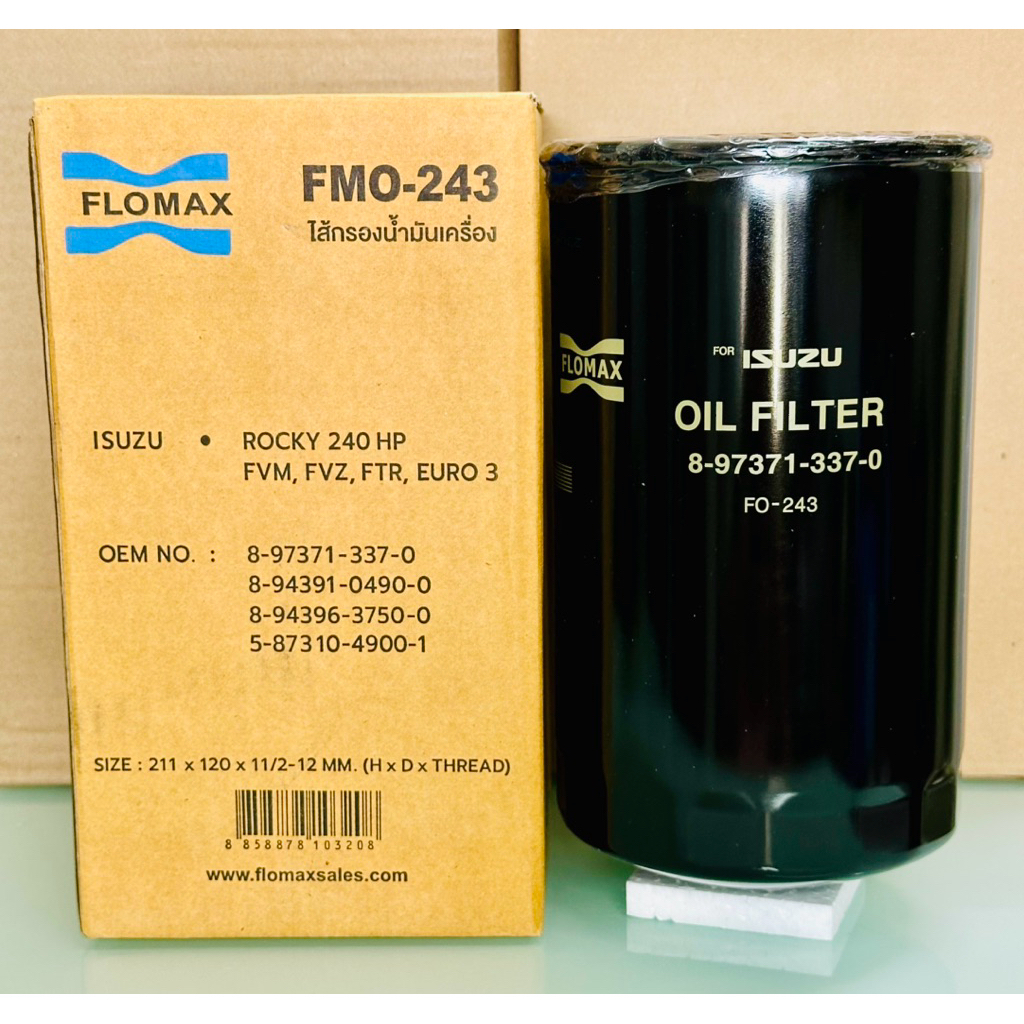 FLOMAX
FMO-243
ไส้กรองน้ำมันเครื่อง
ISUZU • ROCKY 240 HP
FVM, FVZ, FTR, EURO 3
OEM NO. : 8-97371-337-0
8-94391-0490-0
8-94396-3750-0
5-87310-4900-1
SIZE : 211 x 120 x 11/2-12 MM. (H x D x THREAD)
8 858878 103208
www.flomaxsales.com
FLOMAX
FOR ISUZU
OIL FILTER
8-97371-337-0
FO-243